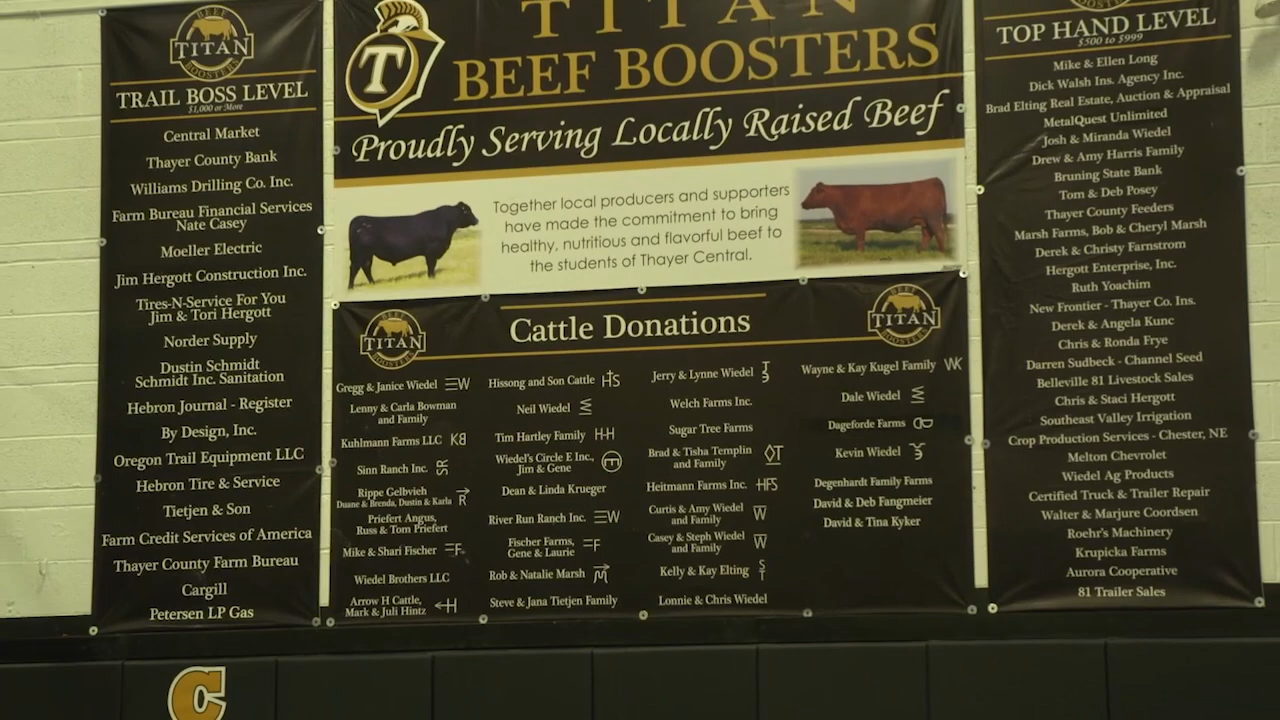 BEEF
TITAN
BOOSTERS
TRAIL BOSS LEVEL
$1,000 or More
Central Market
Thayer County Bank
Williams Drilling Co. Inc.
Farm Bureau Financial Services
Nate Casey
Moeller Electric
Jim Hergott Construction Inc.
Tires-N-Service For You
Jim & Tori Hergott
Norder Supply
Dustin Schmidt
Schmidt Inc. Sanitation
Hebron Journal - Register
By Design, Inc.
Oregon Trail Equipment LLC
Hebron Tire & Service
Tietjen & Son
Farm Credit Services of America
Thayer County Farm Bureau
Cargill
Petersen LP Gas
T
TITAN
BEEF BOOSTERS
Proudly Serving Locally Raised Beef
Together local producers and supporters
have made the commitment to bring
healthy, nutritious and flavorful beef to
the students of Thayer Central.
BEEF
TITAN
BOOSTERS
Cattle Donations
BEEF
TITAN
BOOSTERS
Gregg & Janice Wiedel
Lenny & Carla Bowman
and Family
Kuhlmann Farms LLC
Sinn Ranch Inc.
Rippe Gelbvieh
Duane & Brenda, Dustin & Karla
Priefert Angus,
Russ & Tom Priefert
Mike & Shari Fischer
Wiedel Brothers LLC
Arrow H Cattle,
Mark & Juli Hintz
Hissong and Son Cattle
Neil Wiedel
Tim Hartley Family
Wiedel's Circle E Inc.,
Jim & Gene
Dean & Linda Krueger
River Run Ranch Inc.
Fischer Farms,
Gene & Laurie
Rob & Natalie Marsh
Steve & Jana Tietjen Family
Jerry & Lynne Wiedel
Welch Farms Inc.
Sugar Tree Farms
Brad & Tisha Templin
and Family
Heitmann Farms Inc. HFS
Curtis & Amy Wiedel
and Family
Casey & Steph Wiedel
and Family
Kelly & Kay Elting
Lonnie & Chris Wiedel
Wayne & Kay Kugel Family
Dale Wiedel
Dageforde Farms
Kevin Wiedel
Degenhardt Family Farms
David & Deb Fangmeier
David & Tina Kyker
TOP HAND LEVEL
$500 to $999
Mike & Ellen Long
Dick Walsh Ins. Agency Inc.
Brad Elting Real Estate, Auction & Appraisal
MetalQuest Unlimited
Josh & Miranda Wiedel
Drew & Amy Harris Family
Bruning State Bank
Tom & Deb Posey
Thayer County Feeders
Marsh Farms, Bob & Cheryl Marsh
Derek & Christy Farnstrom
Hergott Enterprise, Inc.
Ruth Yoachim
New Frontier - Thayer Co. Ins.
Derek & Angela Kunc
Chris & Ronda Frye
Darren Sudbeck - Channel Seed
Belleville 81 Livestock Sales
Chris & Staci Hergott
Southeast Valley Irrigation
Crop Production Services - Chester, NE
Melton Chevrolet
Wiedel Ag Products
Certified Truck & Trailer Repair
Walter & Marjure Coordsen
Roehr's Machinery
Krupicka Farms
Aurora Cooperative
81 Trailer Sales
C